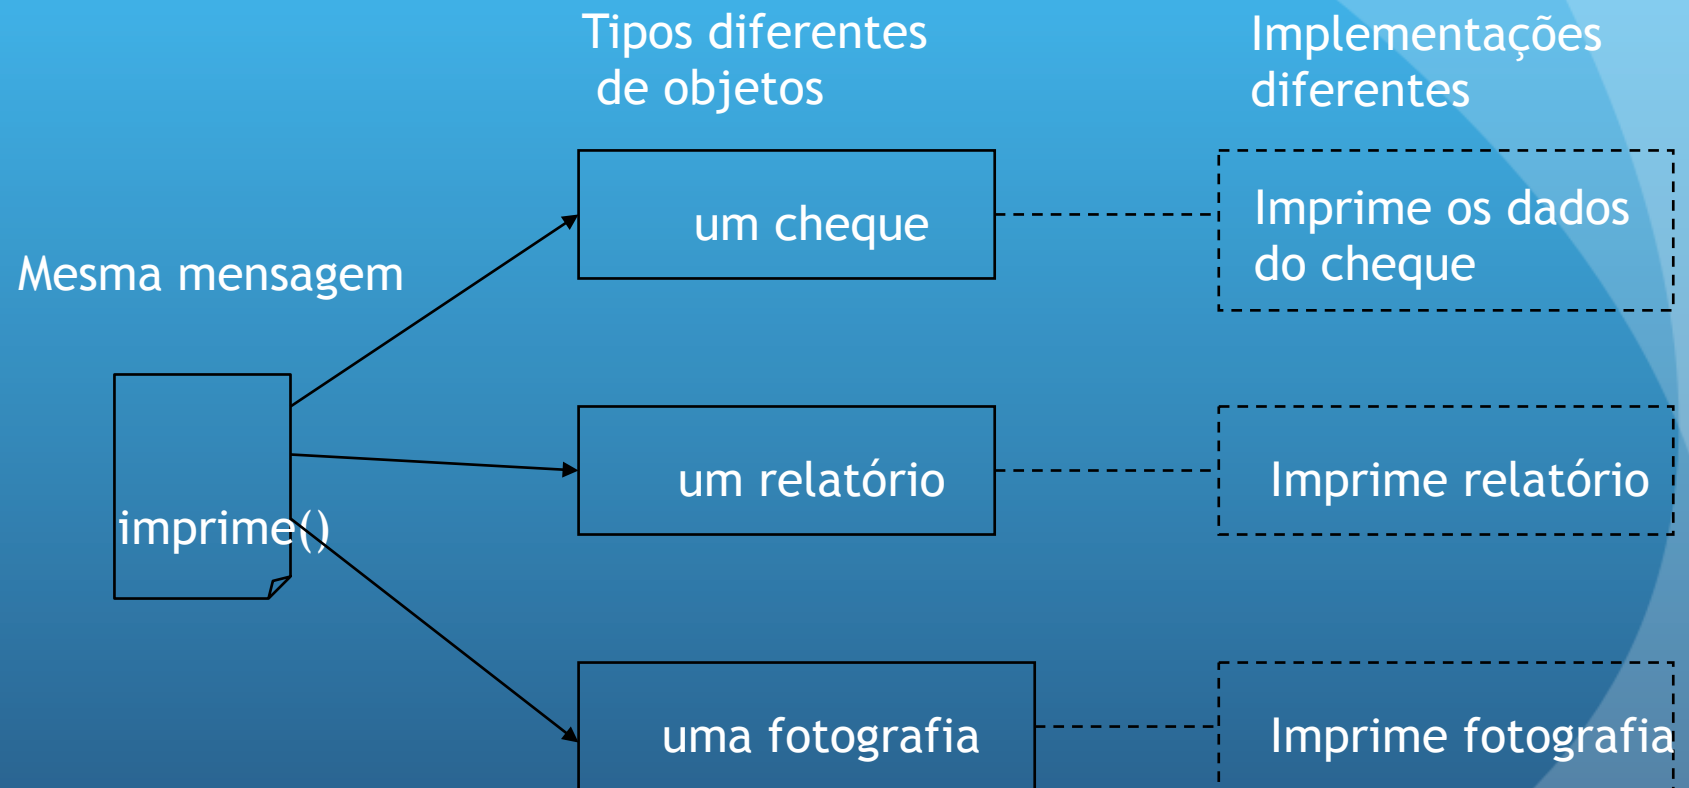 Tipos diferentes
de objetos
Implementações
diferentes
Mesma mensagem
um cheque
Imprime os dados
do cheque
imprime()
um relatório
Imprime relatório
uma fotografia
Imprime fotografia